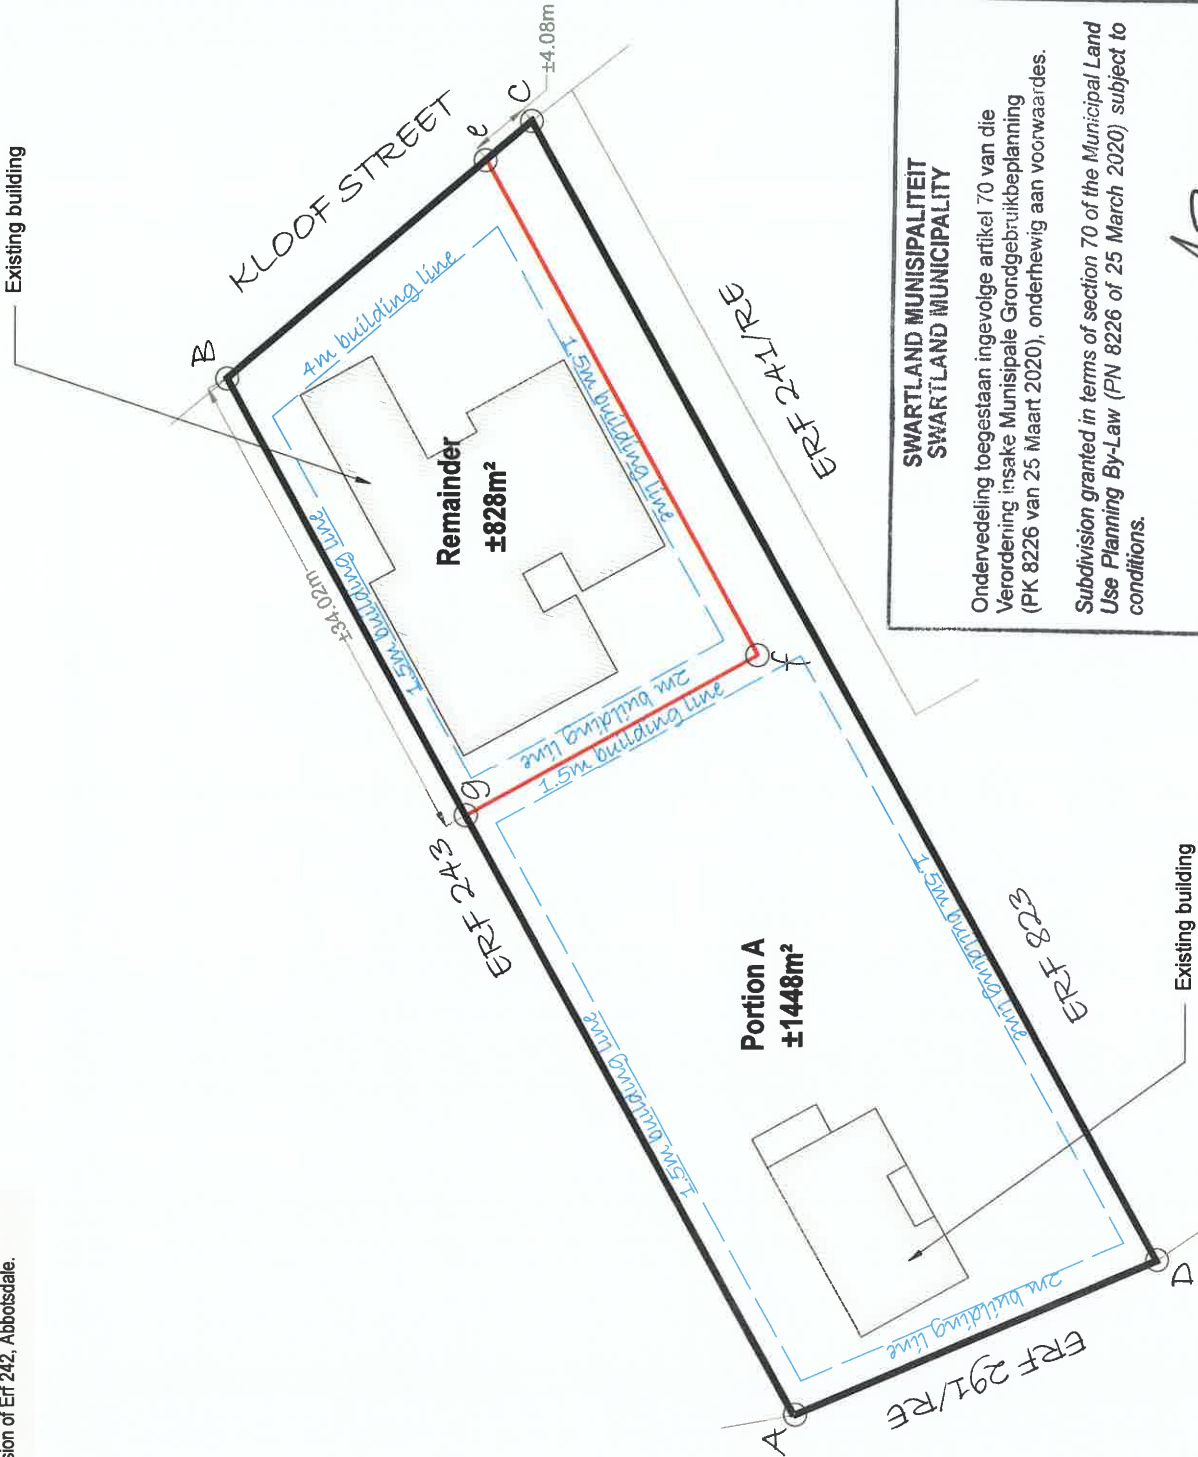 sion of Erf 242, Abbotsdale.
Existing building
KLOOF STREET
B
e
C
±4.08m
±34.02m
4m building line
1.5m building line
Remainder
±828m²
1.5m building line
2m building line
1.5m building line
g
f
ERF 243
ERF 241/RE
Portion A
±1448m²
1.5m building line
1.5m building line
ERF 823
2m building line
Existing building
A
D
ERF 291/RE
SWARTLAND MUNISIPALITEIT
SWARTLAND MUNICIPALITY
Ondervedeling toegestaan ingevolge artikel 70 van die
Verordening insake Munisipale Grondgebruikbeplanning
(PK 8226 van 25 Maart 2020), onderhewig aan voorwaardes.
Subdivision granted in terms of section 70 of the Municipal Land
Use Planning By-Law (PN 8226 of 25 March 2020) subject to
conditions.